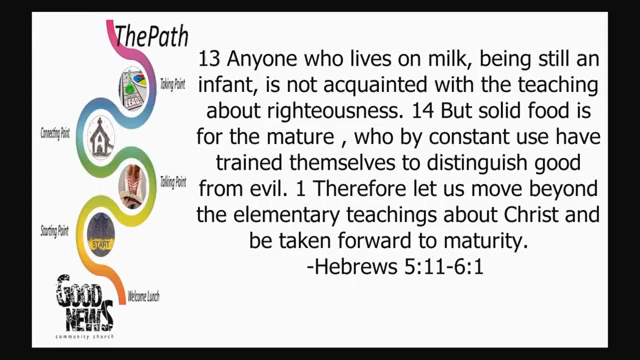 ThePath
Taking Point
Connecting Point
Talking Point
Starting Point
START
Welcome Lunch
GOOD
NEWS
community church
13 Anyone who lives on milk, being still an
infant, is not acquainted with the teaching
about righteousness. 14 But solid food is
for the mature , who by constant use have
trained themselves to distinguish good
from evil. 1 Therefore let us move beyond
the elementary teachings about Christ and
be taken forward to maturity.
-Hebrews 5:11-6:1